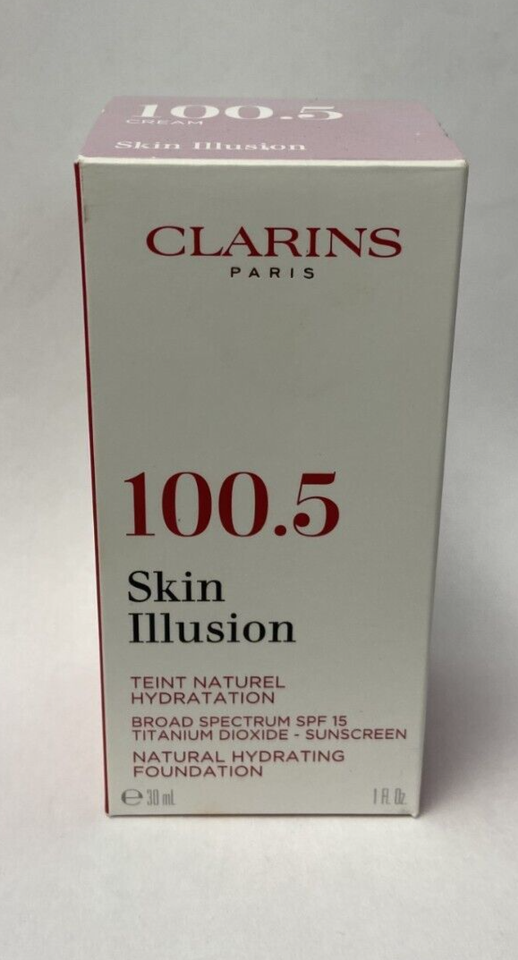 100.5
CREAM
Skin Illusion
CLARINS
PARIS
100.5
Skin
Illusion
TEINT NATUREL
HYDRATATION
BROAD SPECTRUM SPF 15
TITANIUM DIOXIDE - SUNSCREEN
NATURAL HYDRATING
FOUNDATION
℮ 30 ml 1 Fl. Oz.